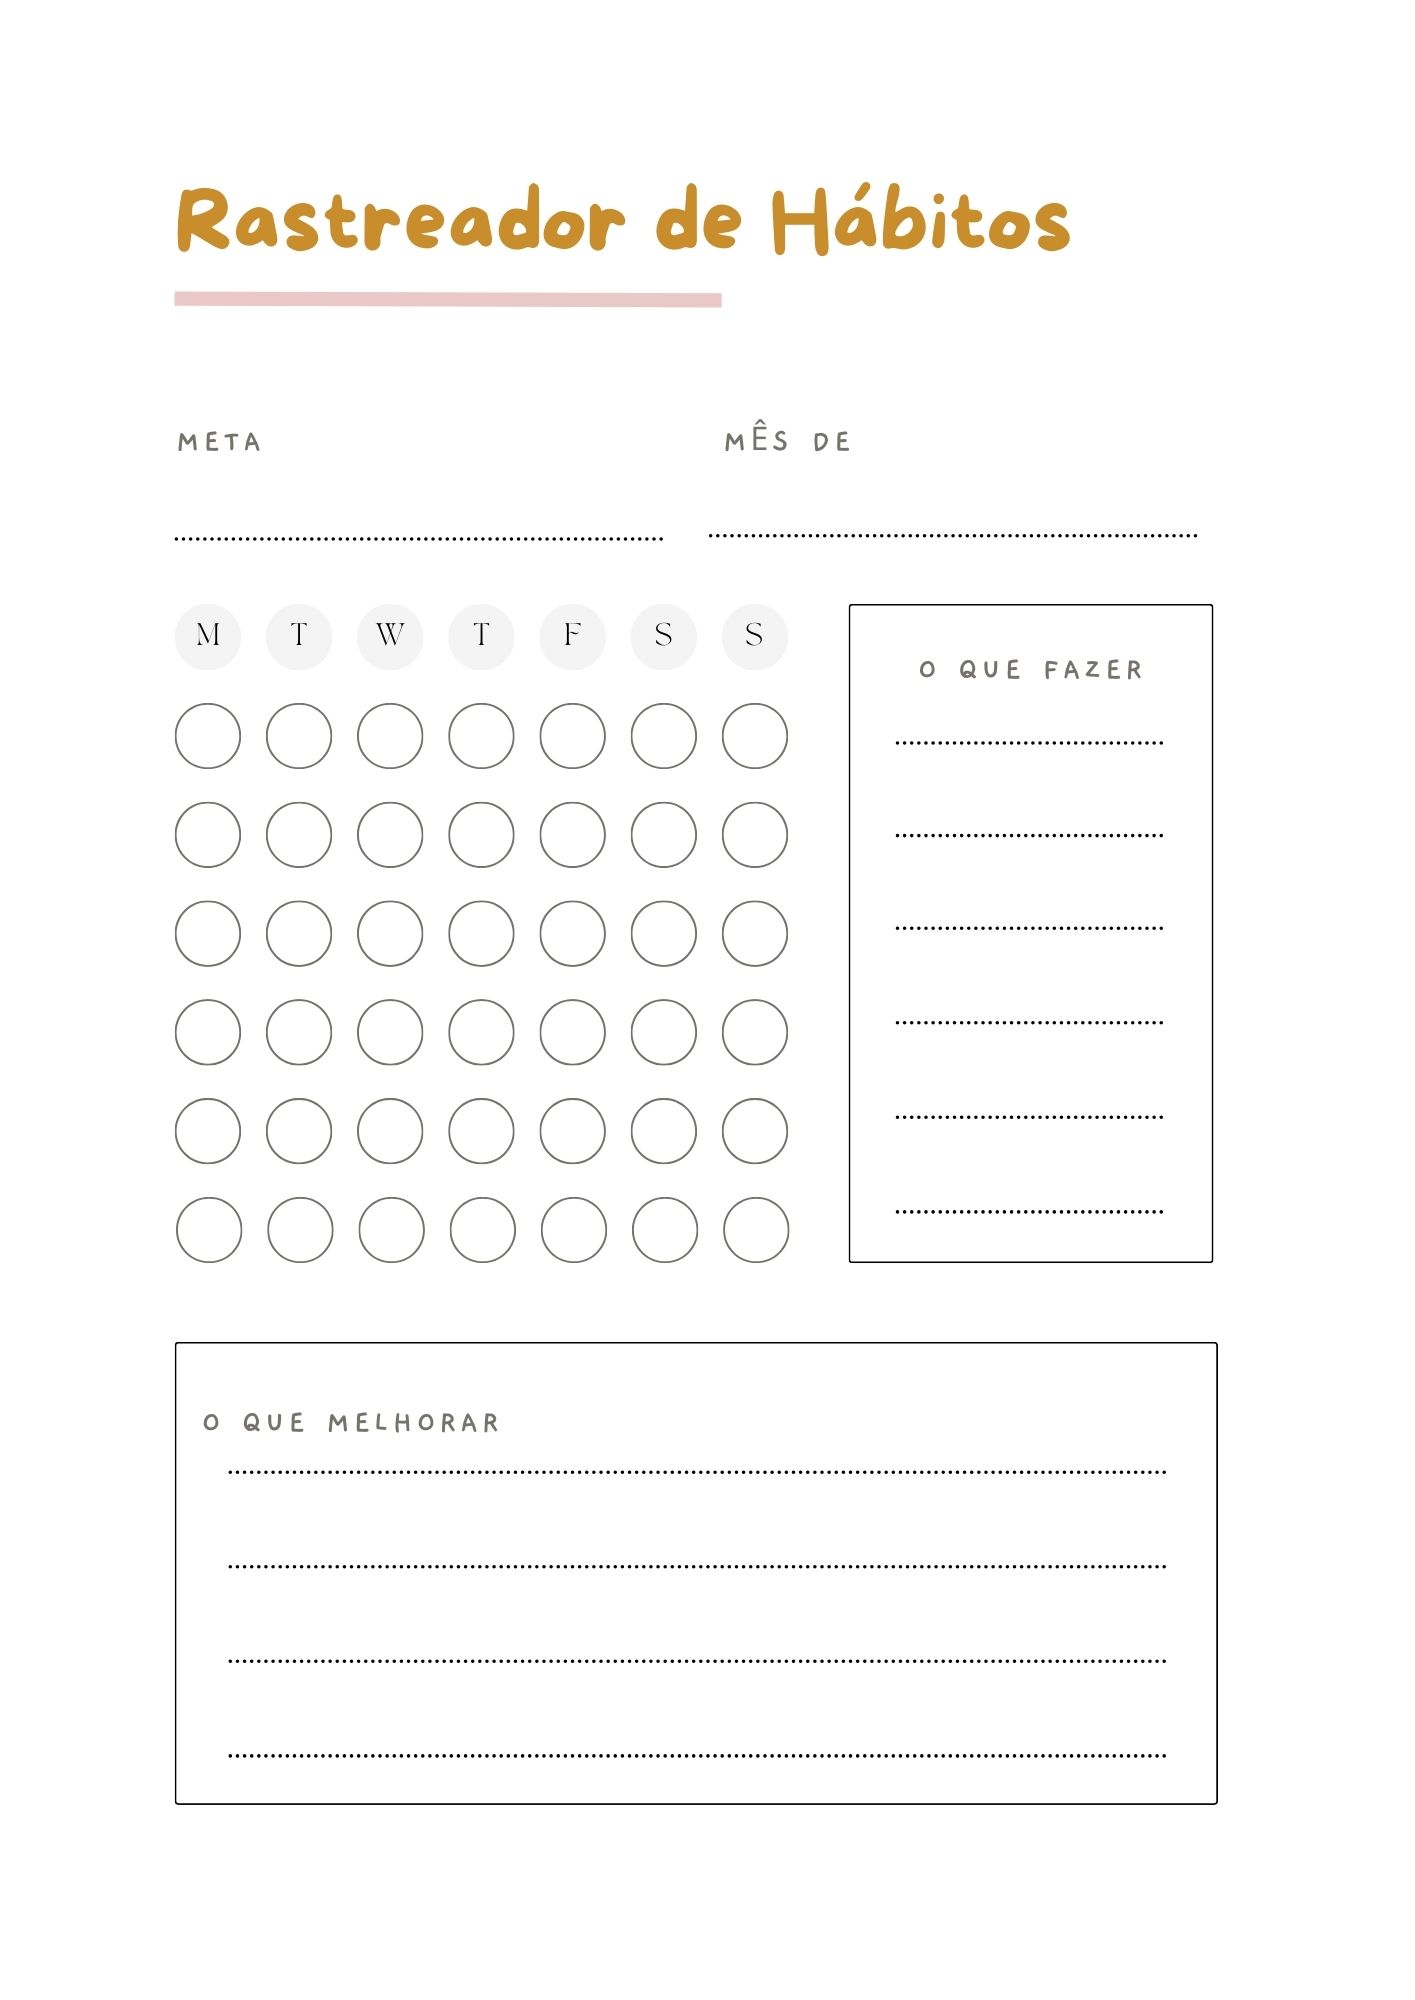 Rastreador de Hábitos
META
MÊS DE
M T W T F S S
O QUE FAZER
O QUE MELHORAR